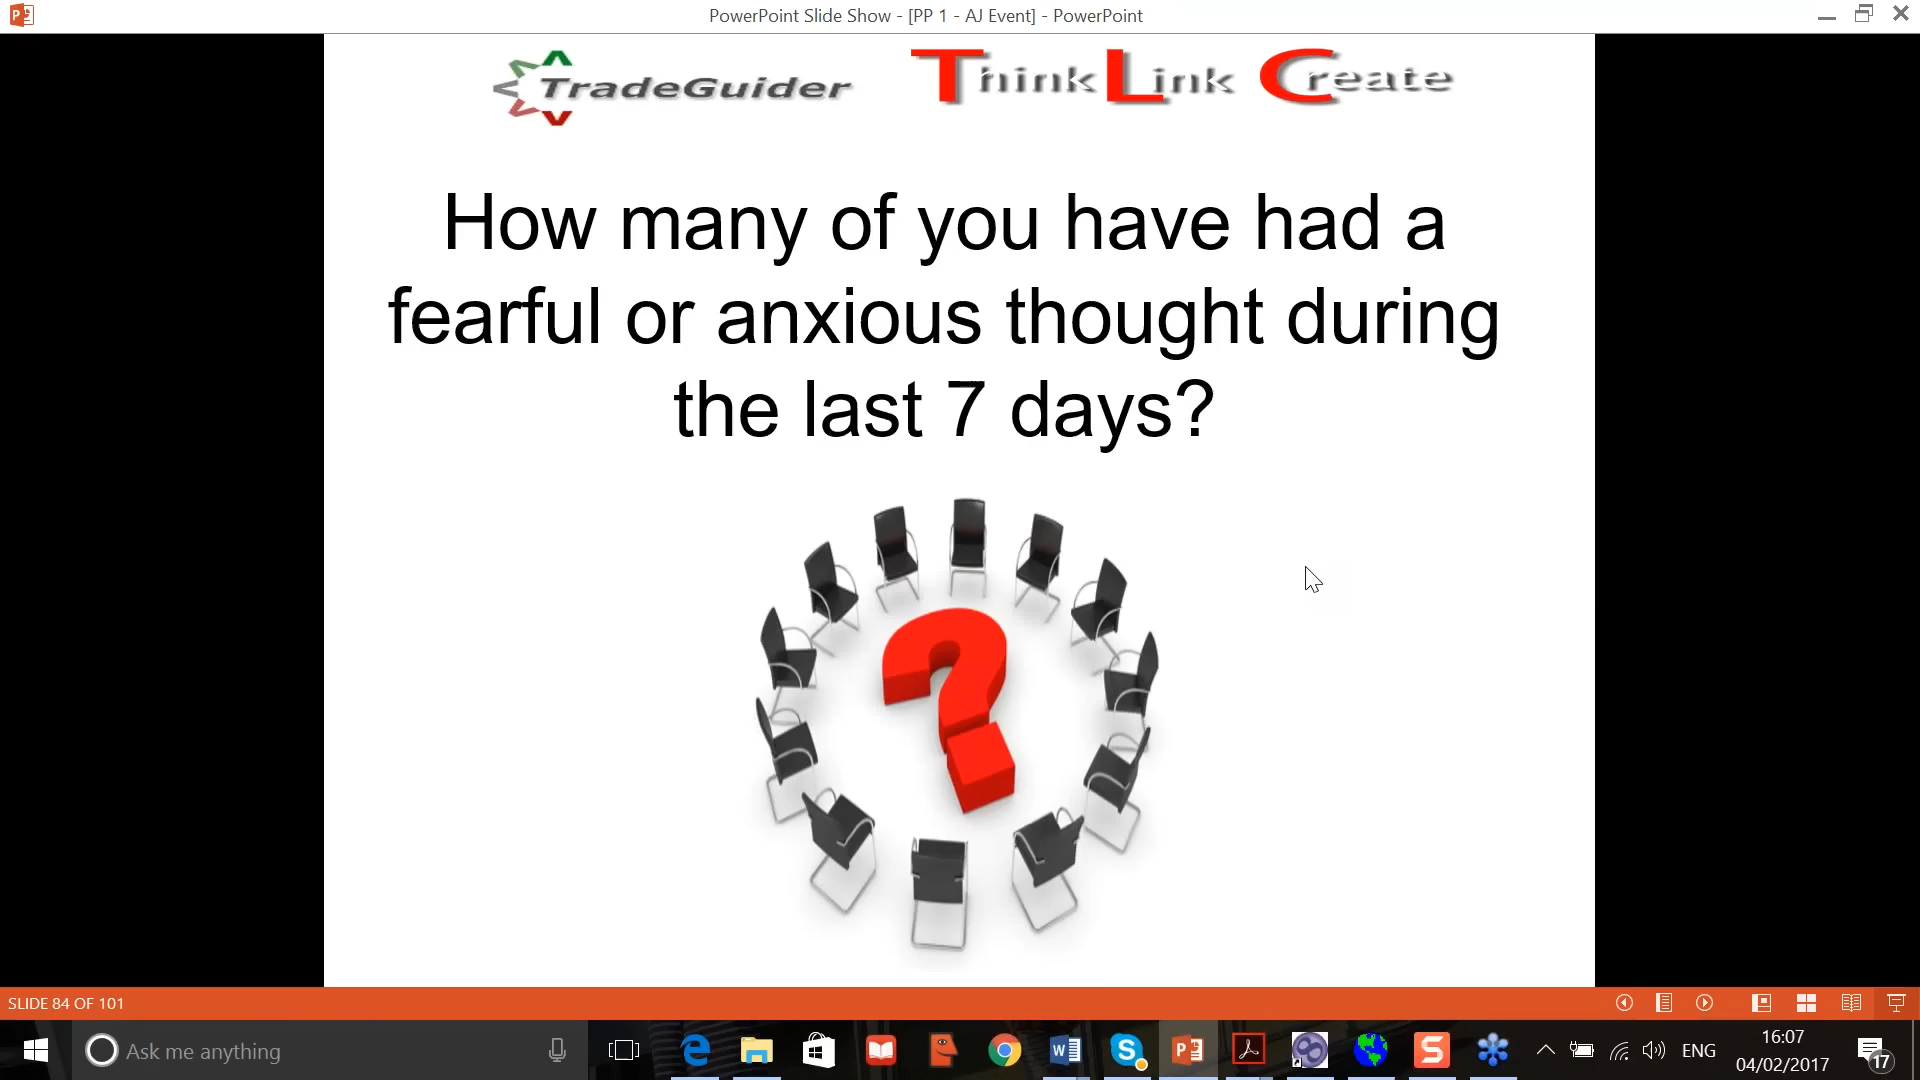 PowerPoint Slide Show - [PP 1 - AJ Event] - PowerPoint
TradeGuider
Think Link Create
How many of you have had a
fearful or anxious thought during
the last 7 days?
SLIDE 84 OF 101
Ask me anything
ENG
16:07
04/02/2017
17